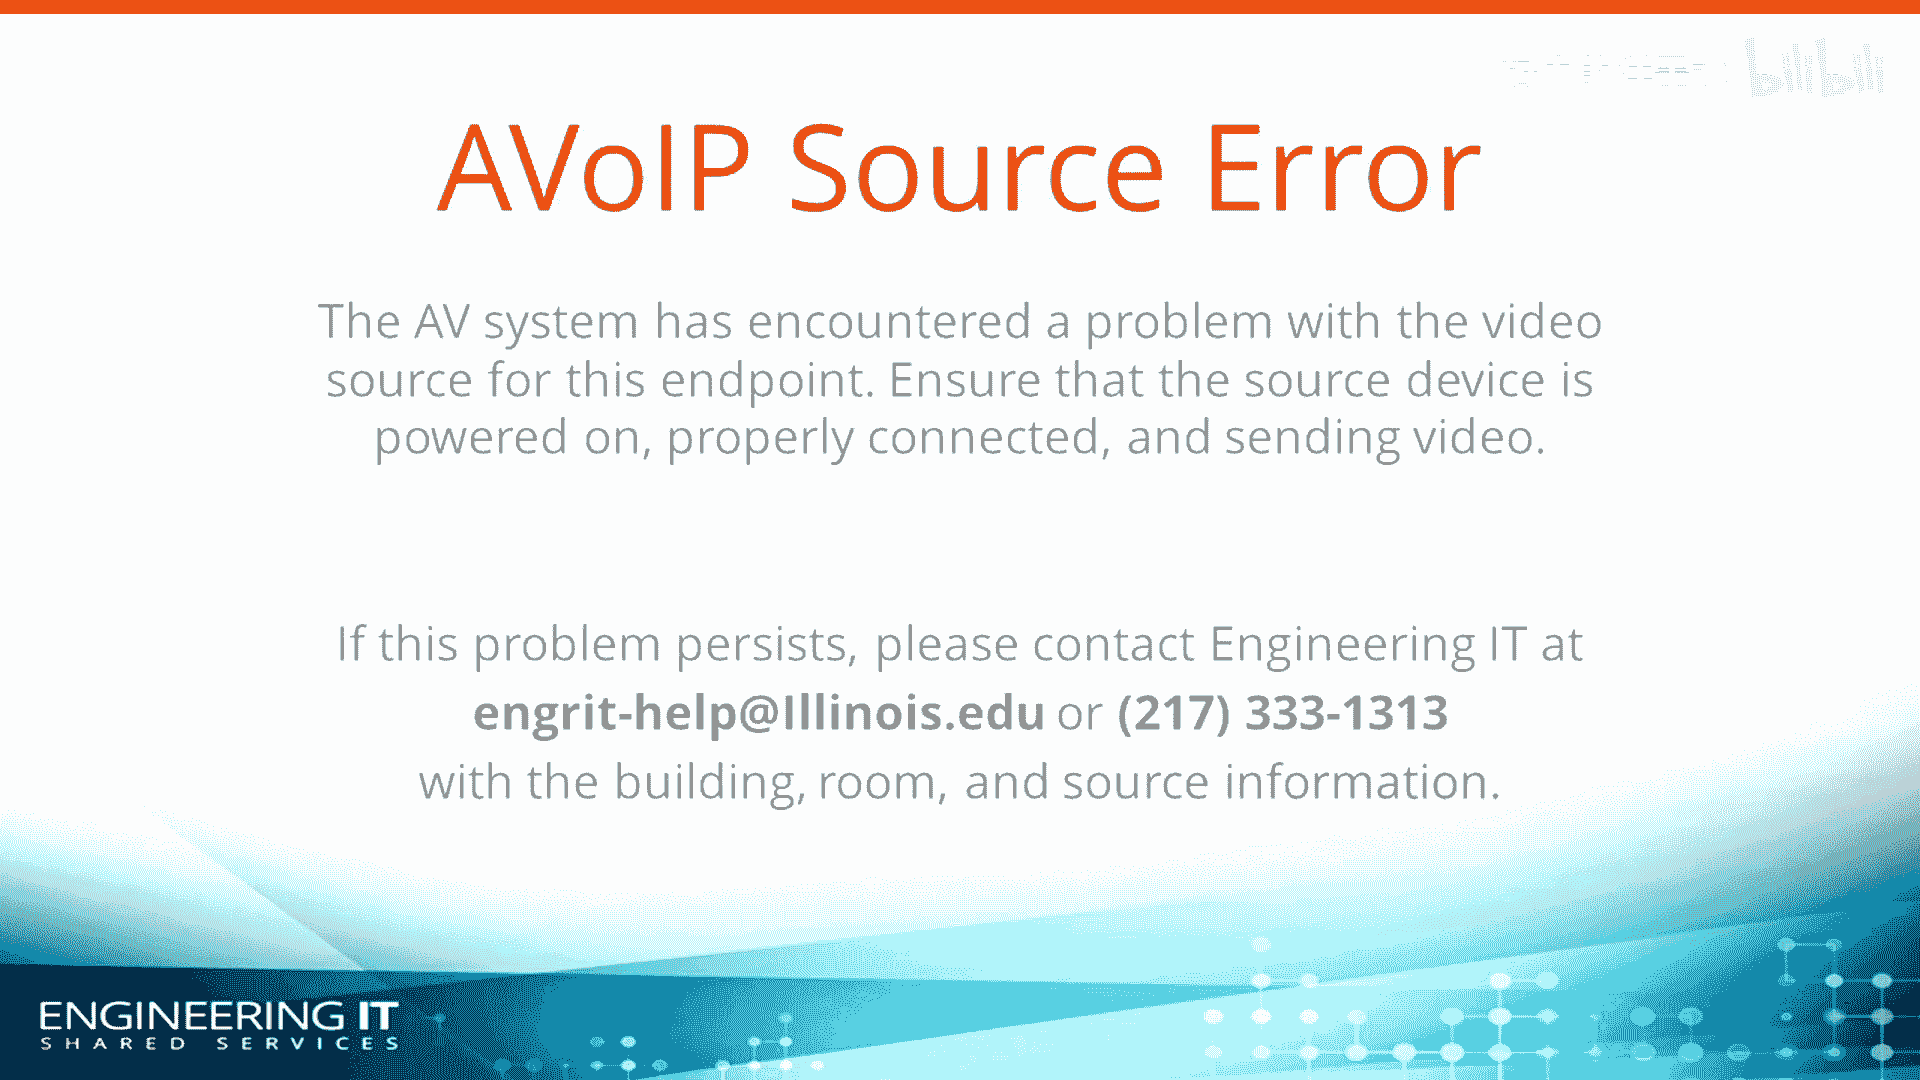 bilibili
AVoIP Source Error
The AV system has encountered a problem with the video
source for this endpoint. Ensure that the source device is
powered on, properly connected, and sending video.
If this problem persists, please contact Engineering IT at
engrit-help@Illinois.edu or (217) 333-1313
with the building, room, and source information.
ENGINEERING IT
SHARED SERVICES